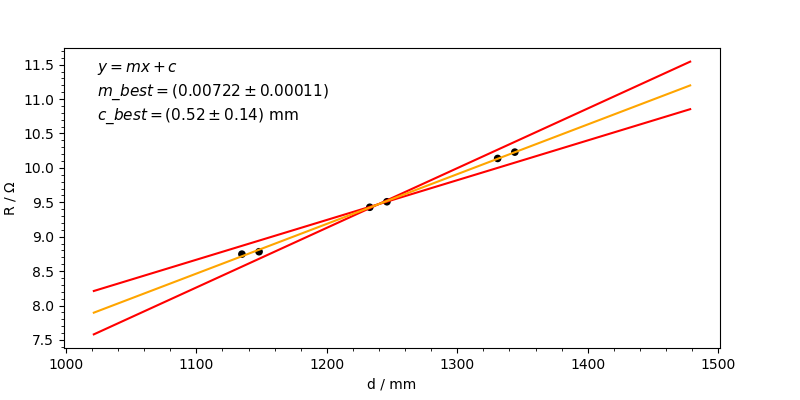 y = mx + c
m_best = (0.00722 ± 0.00011)
c_best = (0.52 ± 0.14) mm
R / Ω
11.5
11.0
10.5
10.0
9.5
9.0
8.5
8.0
7.5
1000 1100 1200 1300 1400 1500
d / mm